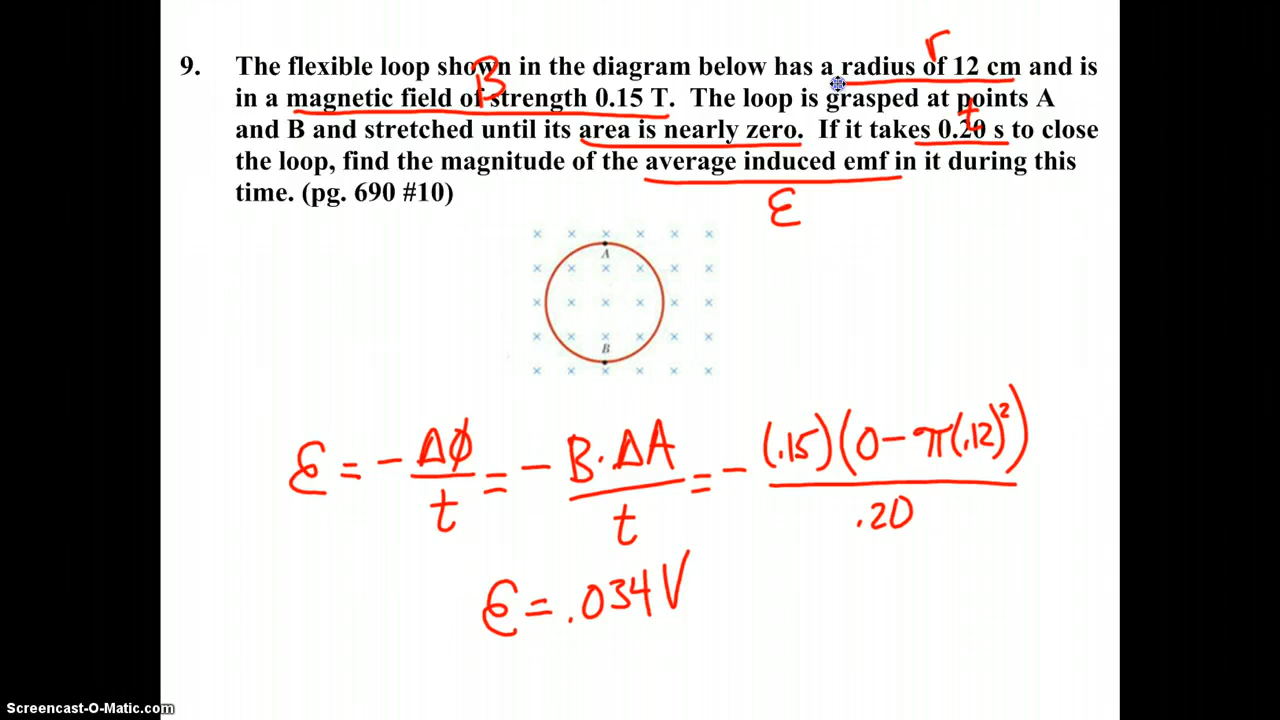 r
9. The flexible loop shown in the diagram below has a radius of 12 cm and is
B
in a magnetic field of strength 0.15 T. The loop is grasped at points A
t
and B and stretched until its area is nearly zero. If it takes 0.20 s to close
the loop, find the magnitude of the average induced emf in it during this
time. (pg. 690 #10)
ε
A
B
ε = - ΔΦ/t = - B·ΔA/t = - (.15)(0 - π(.12)²)/.20
ε = .034 V
Screencast-O-Matic.com